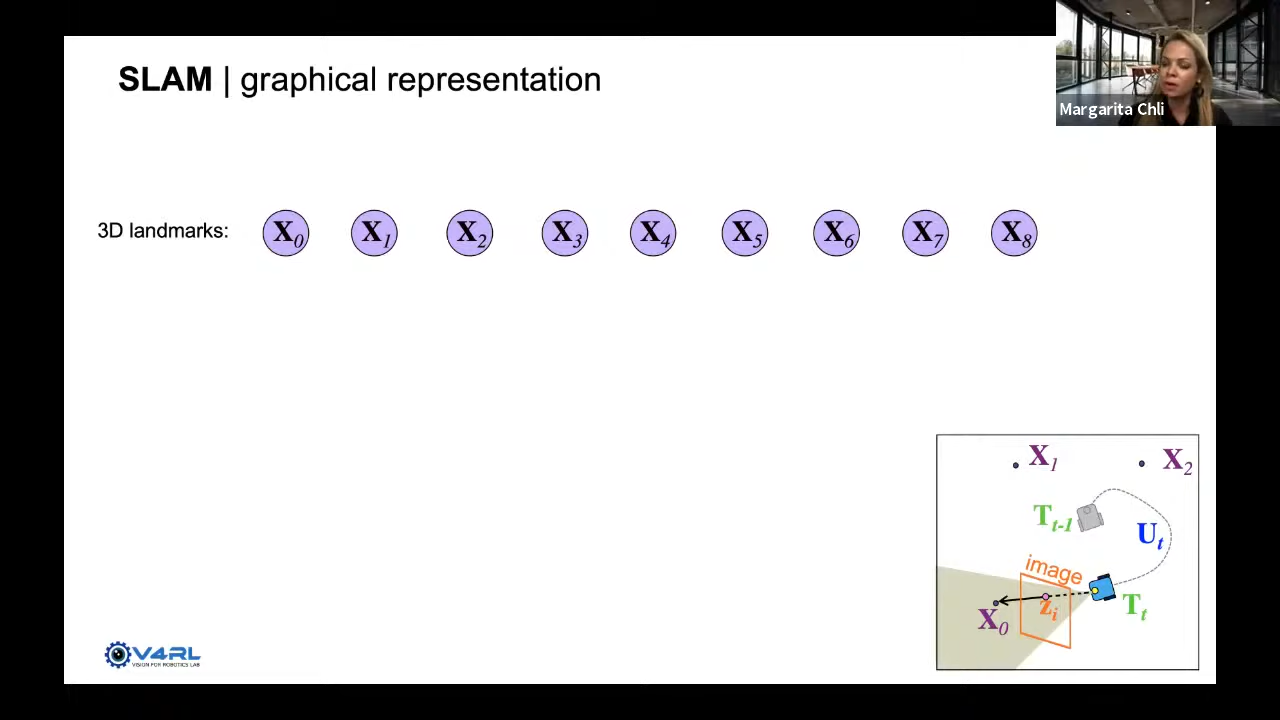 SLAM | graphical representation
Margarita Chli
3D landmarks: X0 X1 X2 X3 X4 X5 X6 X7 X8
X1 X2
Tt-1
Ut
image
zi
Tt
X0
V4RL
VISION FOR ROBOTICS LAB